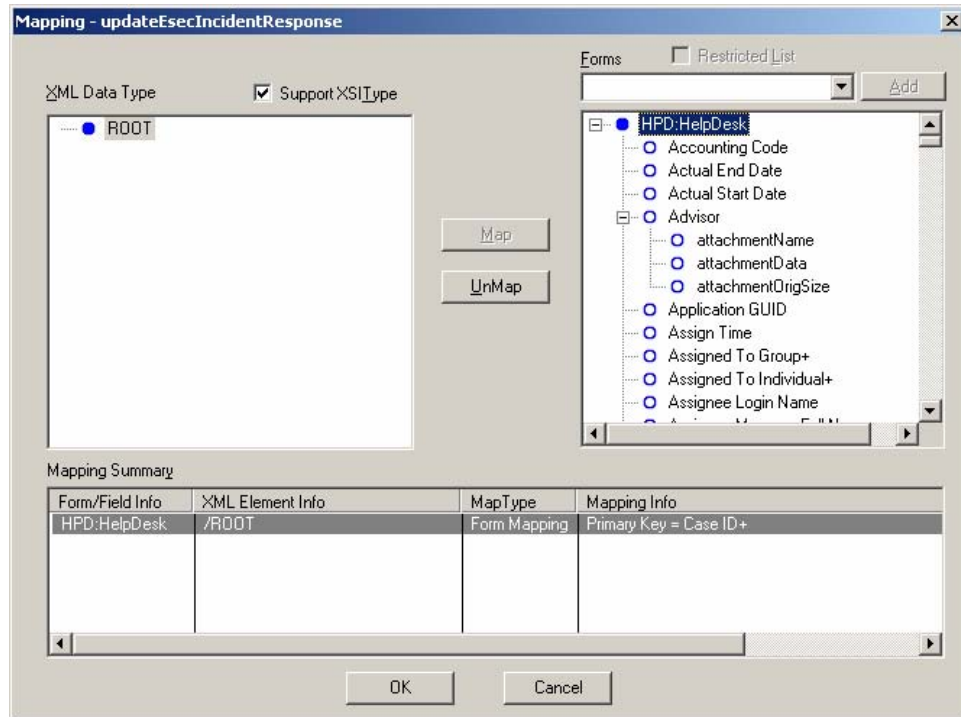 Mapping - updateEsecIncidentResponse
Forms
Restricted List
XML Data Type
Support XSIType
Add
ROOT
HPD:HelpDesk
Accounting Code
Actual End Date
Actual Start Date
Advisor
attachmentName
attachmentData
attachmentOrigSize
Application GUID
Assign Time
Assigned To Group+
Assigned To Individual+
Assignee Login Name
Map
UnMap
Mapping Summary
Form/Field Info XML Element Info MapType Mapping Info
HPD:HelpDesk /ROOT Form Mapping Primary Key = Case ID+
OK Cancel